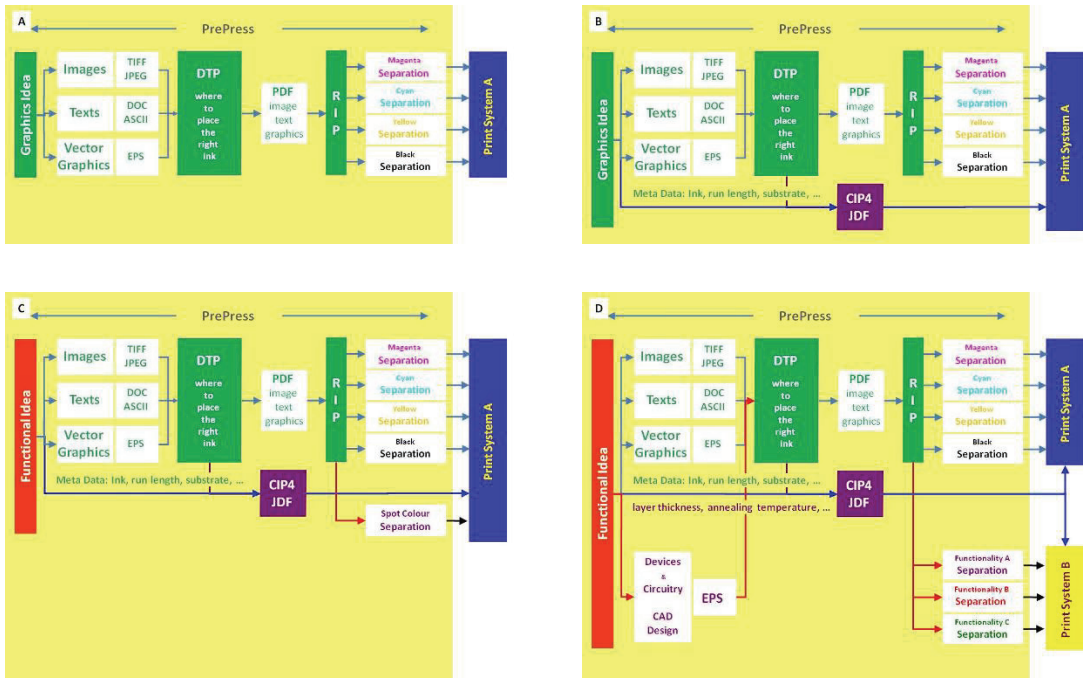 A
PrePress
Graphics Idea
Images
TIFF
JPEG
Texts
DOC
ASCII
Vector
Graphics
EPS
DTP
where
to
place
the
right
ink
PDF
image
text
graphics
RIP
Magenta
Separation
Cyan
Separation
Yellow
Separation
Black
Separation
Print System A
B
PrePress
Graphics Idea
Images
TIFF
JPEG
Texts
DOC
ASCII
Vector
Graphics
EPS
DTP
where
to
place
the
right
ink
PDF
image
text
graphics
RIP
Magenta
Separation
Cyan
Separation
Yellow
Separation
Black
Separation
Print System A
Meta Data: Ink, run length, substrate, ...
CIP4
JDF
C
PrePress
Functional Idea
Images
TIFF
JPEG
Texts
DOC
ASCII
Vector
Graphics
EPS
DTP
where
to
place
the
right
ink
PDF
image
text
graphics
RIP
Magenta
Separation
Cyan
Separation
Yellow
Separation
Black
Separation
Print System A
Meta Data: Ink, run length, substrate, ...
CIP4
JDF
Spot Colour
Separation
D
PrePress
Functional Idea
Images
TIFF
JPEG
Texts
DOC
ASCII
Vector
Graphics
EPS
DTP
where
to
place
the
right
ink
PDF
image
text
graphics
RIP
Magenta
Separation
Cyan
Separation
Yellow
Separation
Black
Separation
Print System A
Meta Data: Ink, run length, substrate, ...
layer thickness, annealing temperature, ...
CIP4
JDF
Devices
&
Circuitry
CAD
Design
EPS
Functionality A
Separation
Functionality B
Separation
Functionality C
Separation
Print System B